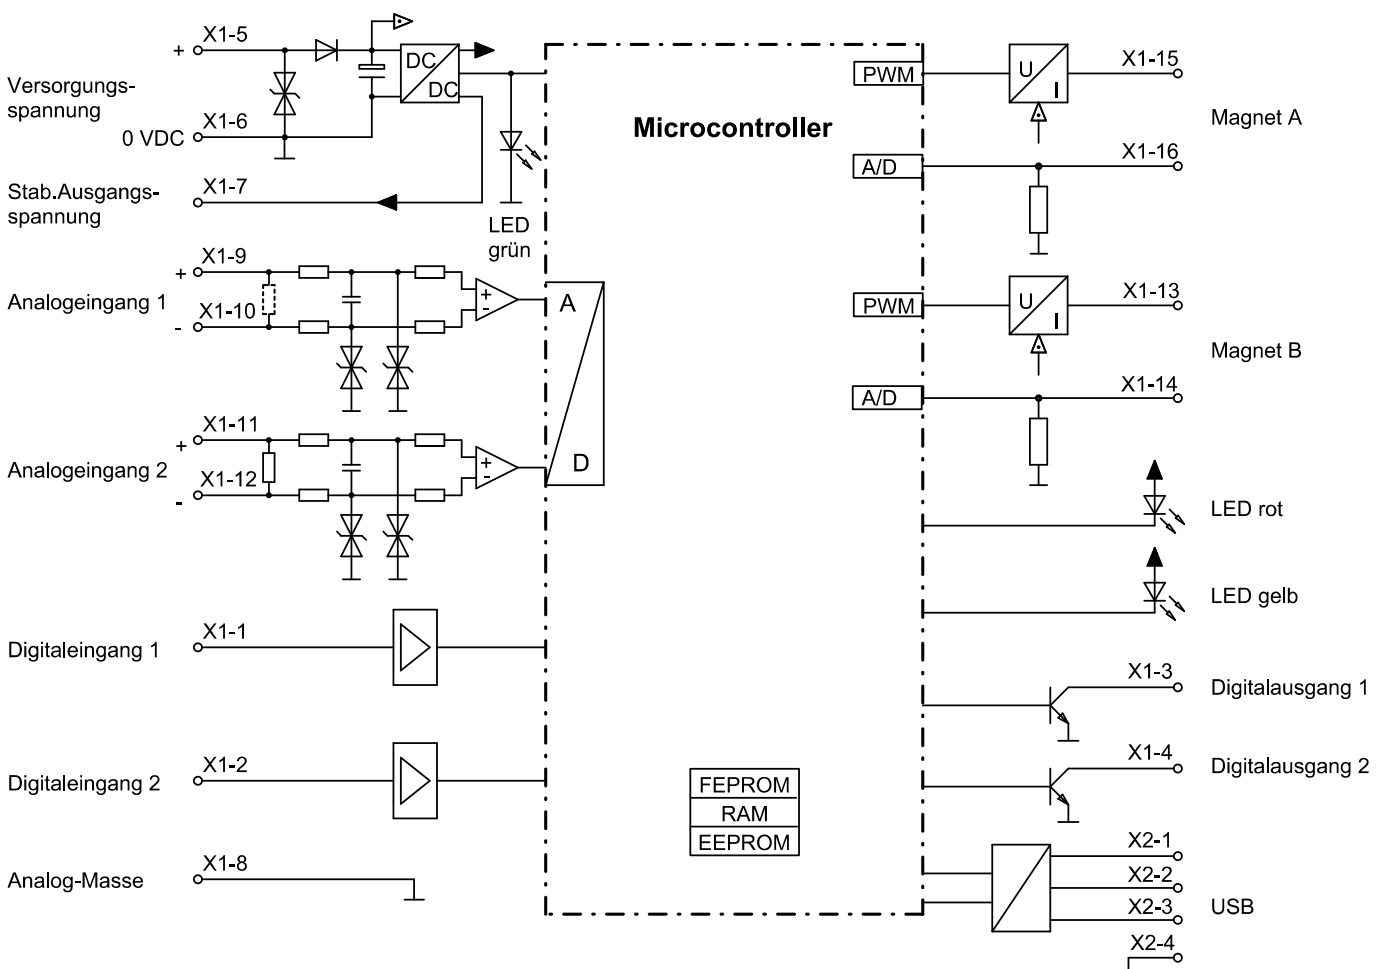 + X1-5
Versorgungs-
spannung
0 VDC X1-6
Stab.Ausgangs-
spannung
X1-7
DC
DC
LED
grün
+ X1-9
Analogeingang 1
- X1-10
+
-
+ X1-11
Analogeingang 2
- X1-12
+
-
A
D
Digitaleingang 1
X1-1
Digitaleingang 2
X1-2
Analog-Masse
X1-8
Microcontroller
FEPROM
RAM
EEPROM
PWM
U
I
X1-15
Magnet A
A/D
X1-16
PWM
U
I
X1-13
Magnet B
A/D
X1-14
LED rot
LED gelb
X1-3
Digitalausgang 1
X1-4
Digitalausgang 2
X2-1
X2-2
X2-3
USB
X2-4